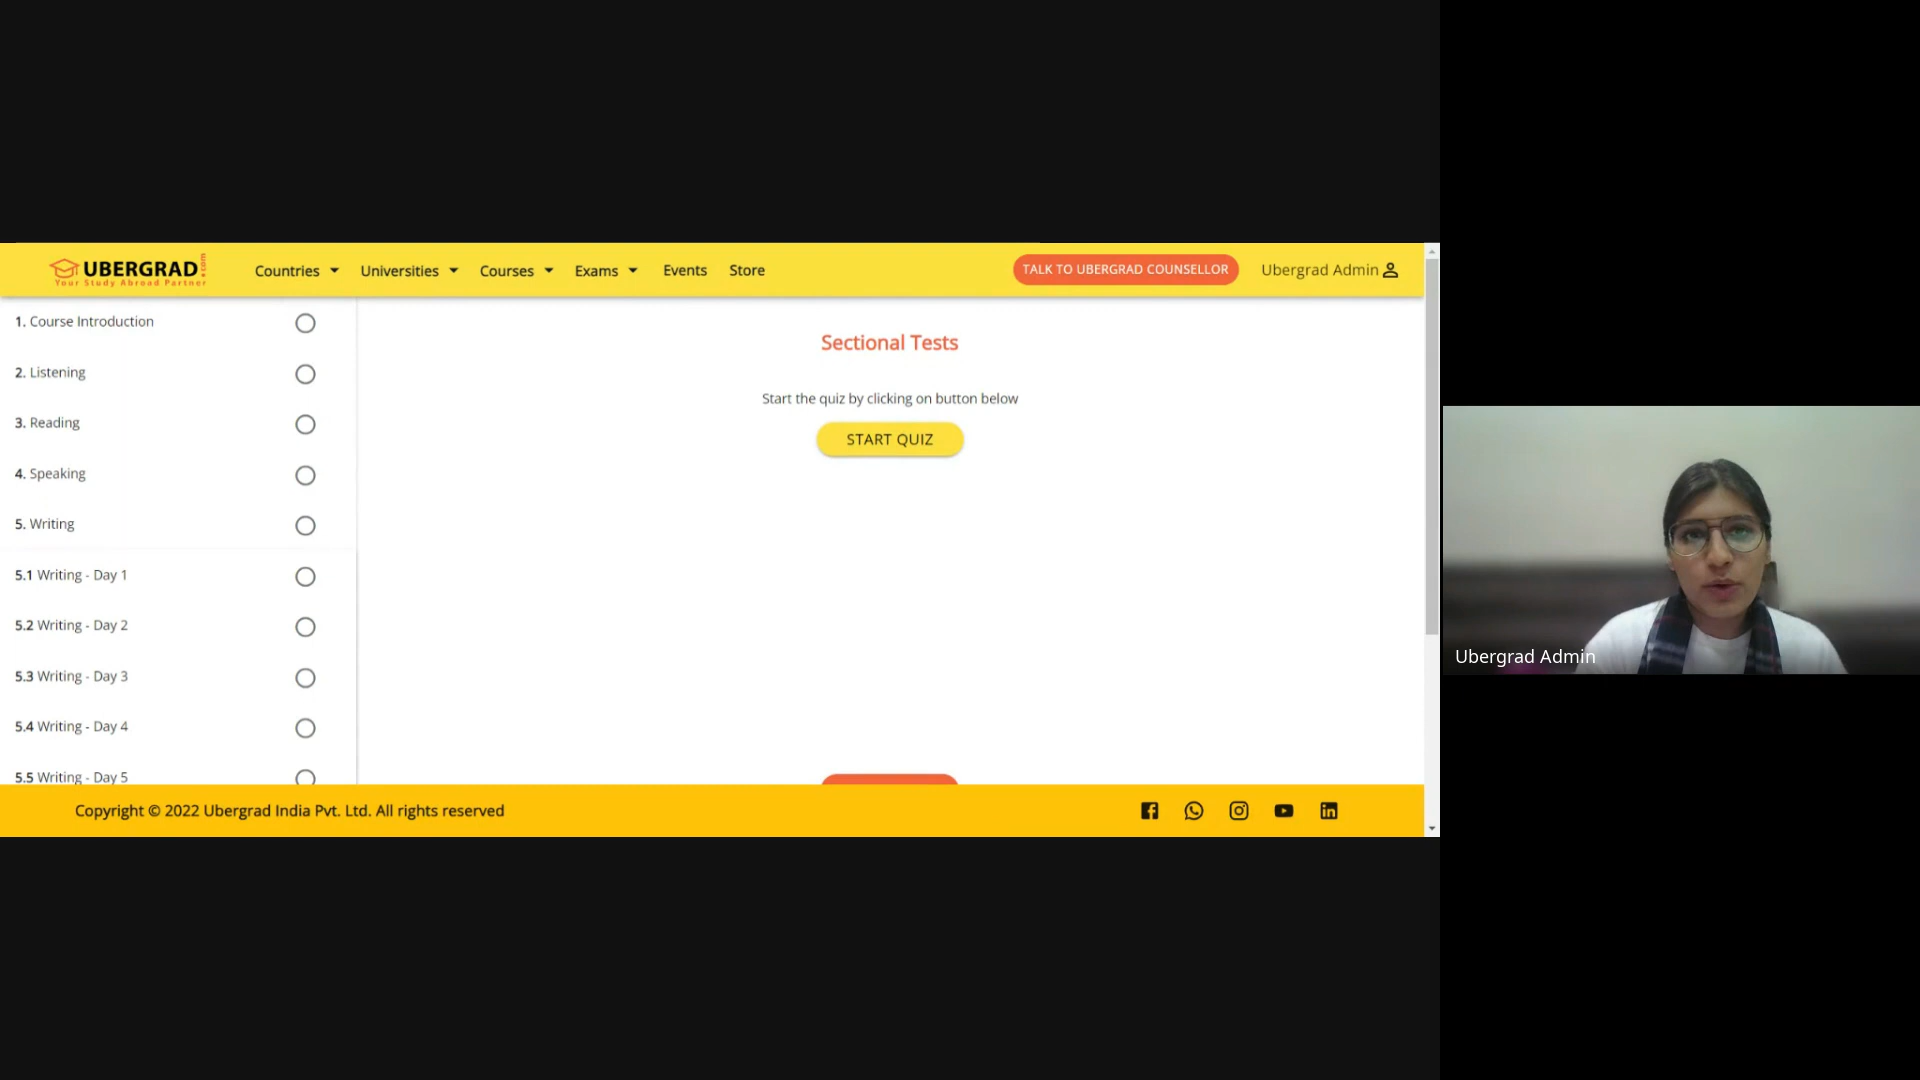 UBERGRAD.com
Your Study Abroad Partner
Countries
Universities
Courses
Exams
Events
Store
TALK TO UBERGRAD COUNSELLOR
Ubergrad Admin
1. Course Introduction
2. Listening
3. Reading
4. Speaking
5. Writing
5.1 Writing - Day 1
5.2 Writing - Day 2
5.3 Writing - Day 3
5.4 Writing - Day 4
5.5 Writing - Day 5
Sectional Tests
Start the quiz by clicking on button below
START QUIZ
Copyright © 2022 Ubergrad India Pvt. Ltd. All rights reserved
Ubergrad Admin